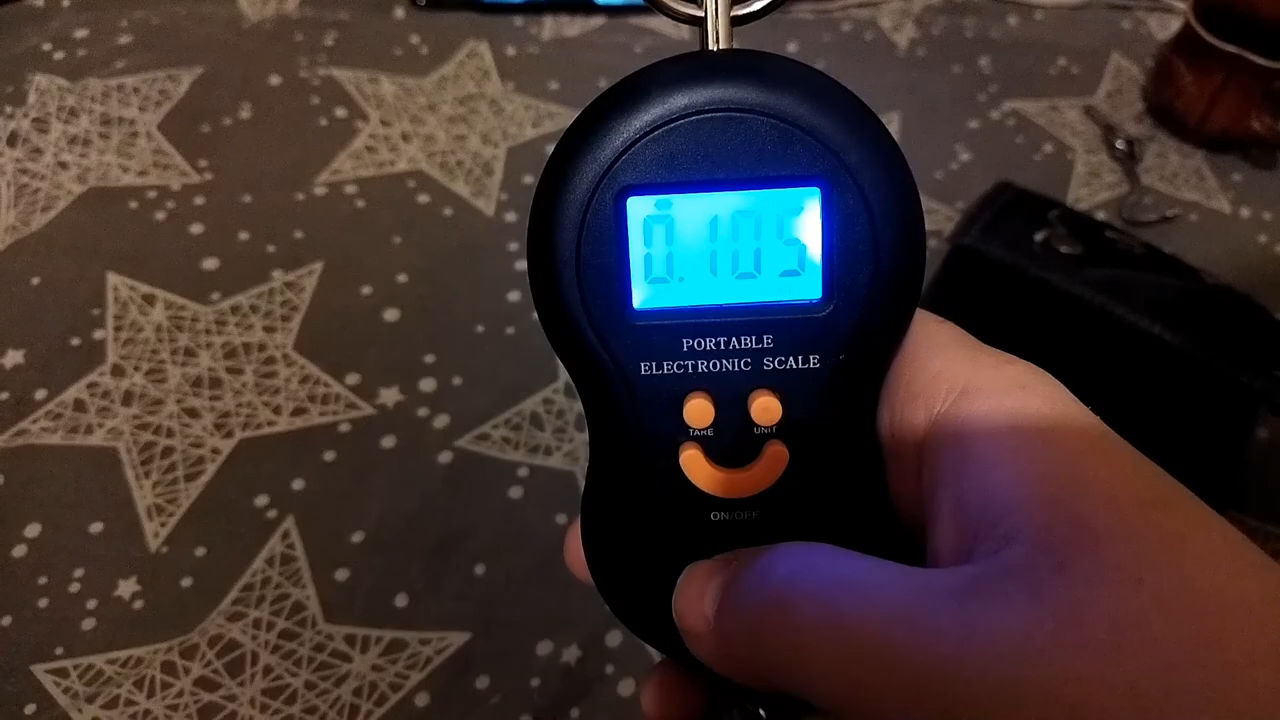 0.105
PORTABLE
ELECTRONIC SCALE
TARE UNIT
ON/OFF